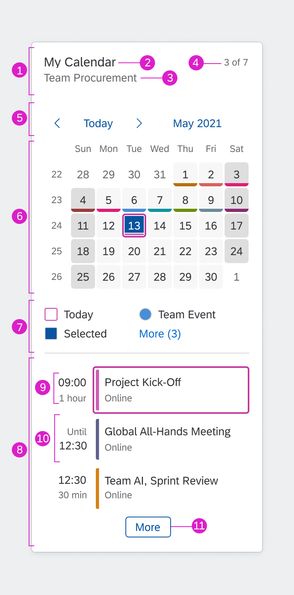 My Calendar 2 4 3 of 7
1
Team Procurement 3
5 Today May 2021
Sun Mon Tue Wed Thu Fri Sat
22 28 29 30 31 1 2 3
23 4 5 6 7 8 9 10
6
24 11 12 13 14 15 16 17
25 18 19 20 21 22 23 24
26 25 26 27 28 29 30 1
Today Team Event
7
Selected More (3)
9 09:00 Project Kick-Off
1 hour Online
10 Until Global All-Hands Meeting
12:30 Online
8
12:30 Team AI, Sprint Review
30 min Online
More 11